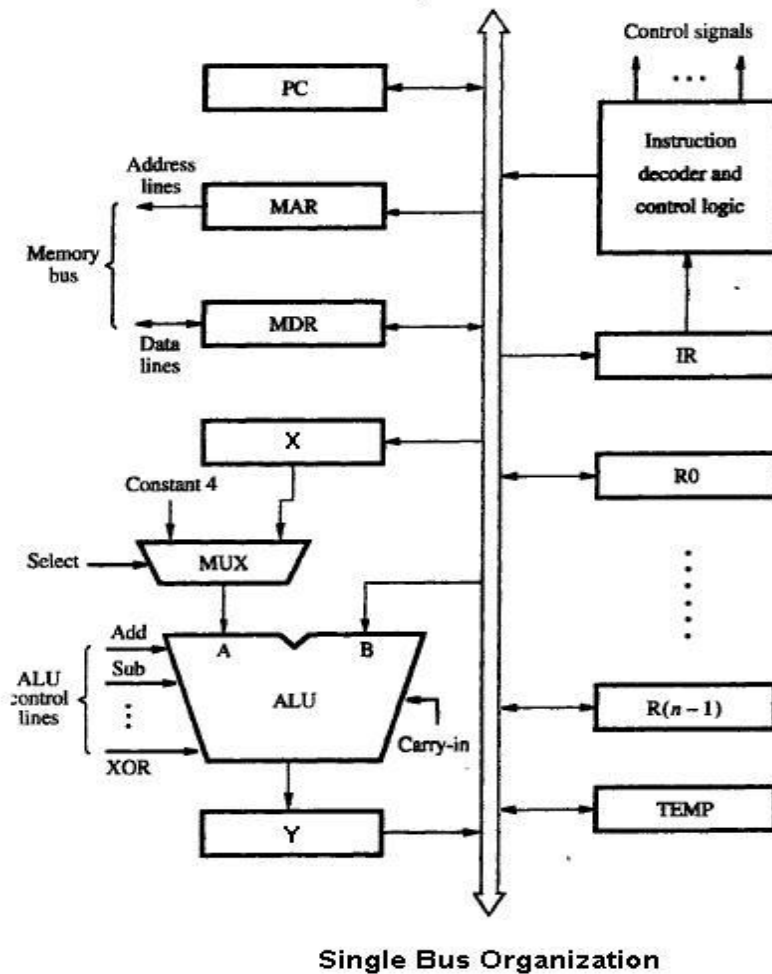 Control signals
...
PC
Instruction
decoder and
control logic
Address
lines
MAR
Memory
bus
MDR
Data
lines
IR
X
Constant 4
R0
MUX
Select
Add
A
B
Sub
ALU
control
lines
ALU
R(n − 1)
Carry-in
XOR
TEMP
Y
Single Bus Organization